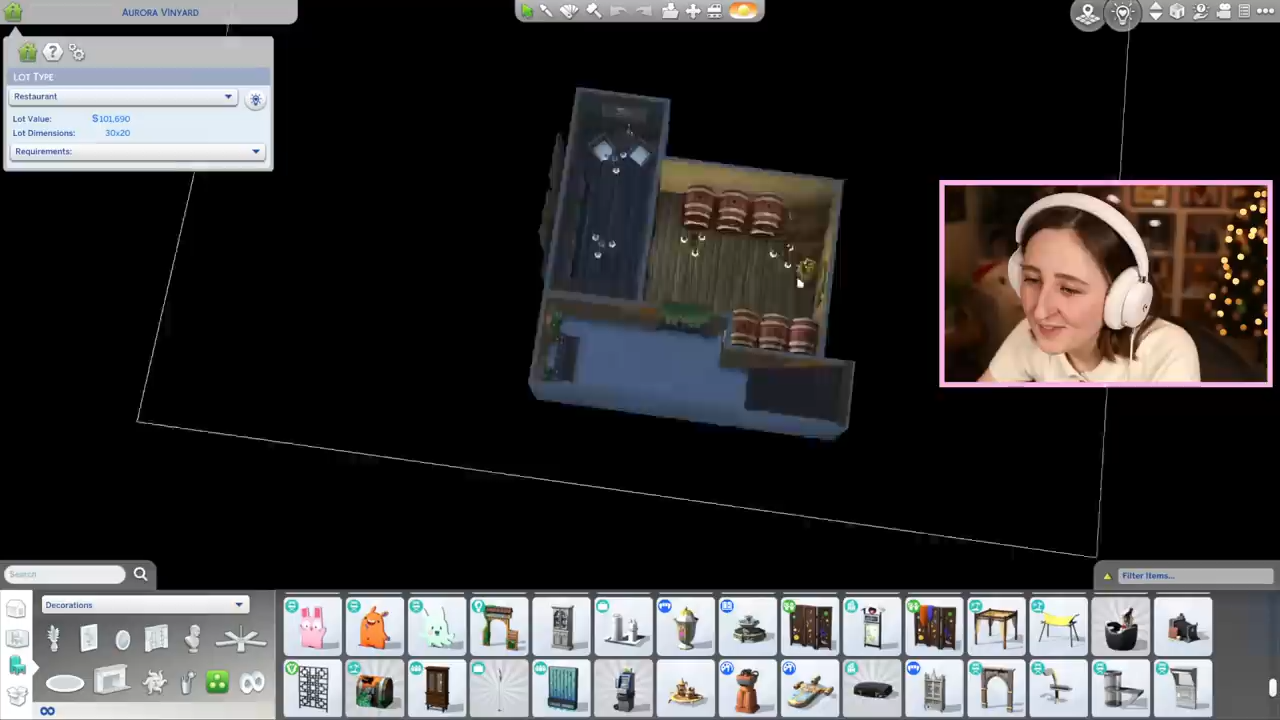 AURORA VINYARD
LOT TYPE
Restaurant
Lot Value: $101,690
Lot Dimensions: 30x20
Requirements:
Search
Filter Items...
Decorations